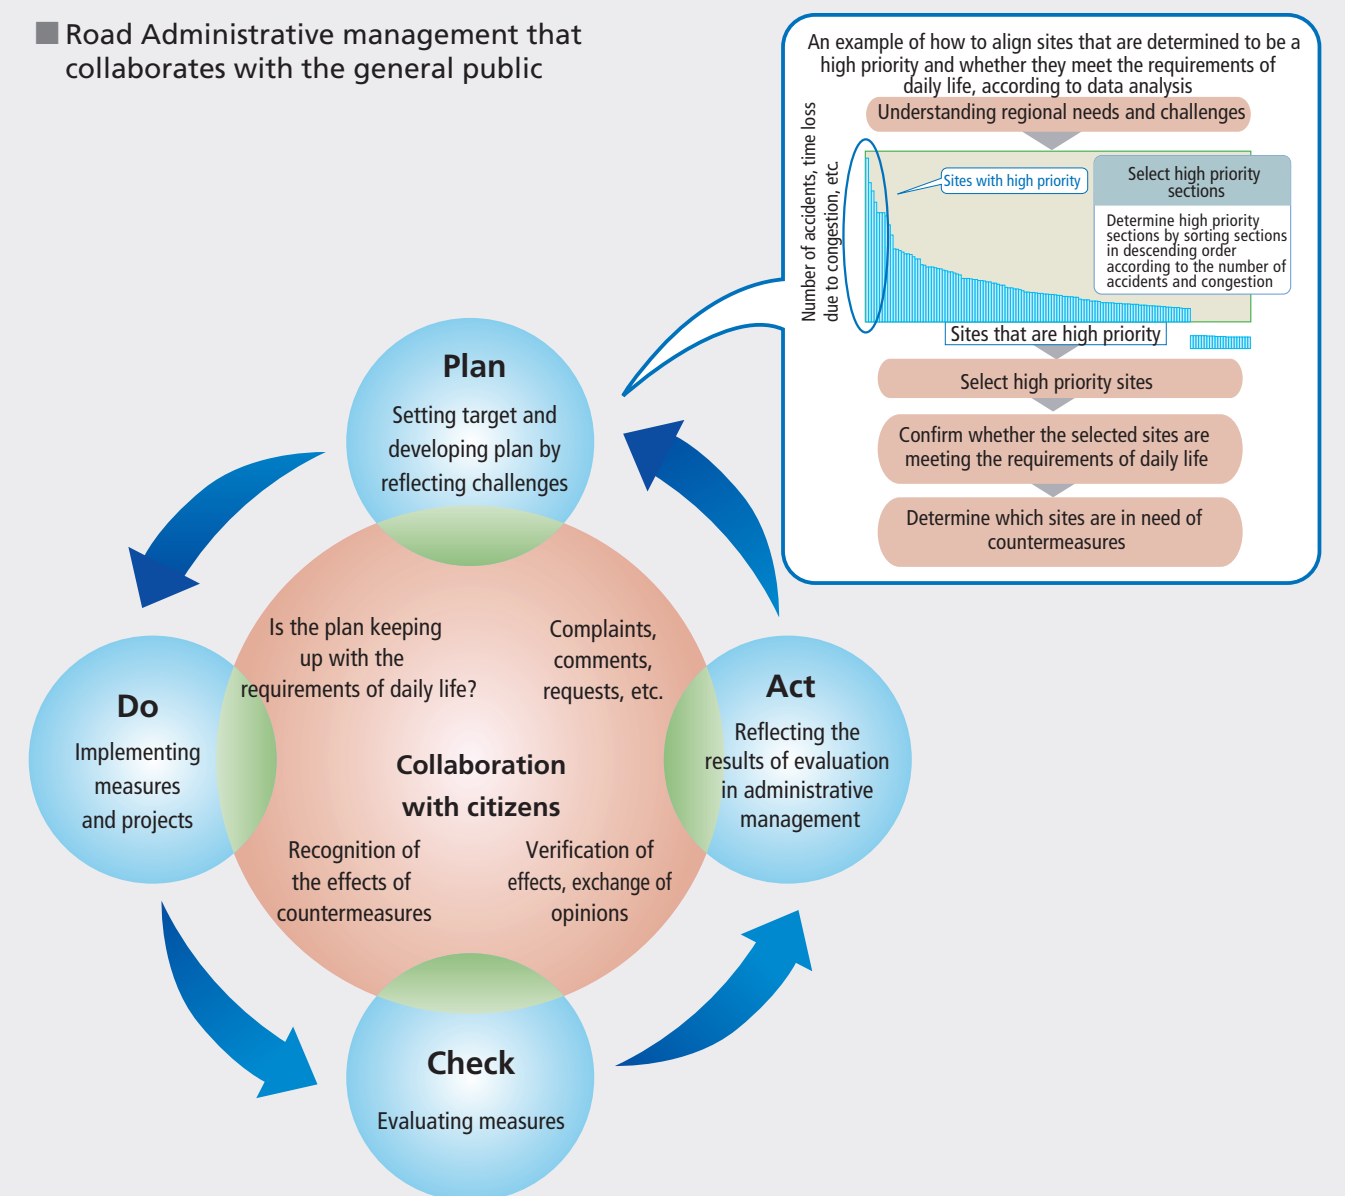 Road Administrative management that
collaborates with the general public
An example of how to align sites that are determined to be a
high priority and whether they meet the requirements of
daily life, according to data analysis
Understanding regional needs and challenges
Number of accidents, time loss
due to congestion, etc.
Sites with high priority
Select high priority
sections
Determine high priority
sections by sorting sections
in descending order
according to the number of
accidents and congestion
Sites that are high priority
Select high priority sites
Confirm whether the selected sites are
meeting the requirements of daily life
Determine which sites are in need of
countermeasures
Plan
Setting target and
developing plan by
reflecting challenges
Is the plan keeping
up with the
requirements of daily life?
Complaints,
comments,
requests, etc.
Do
Implementing
measures
and projects
Collaboration
with citizens
Act
Reflecting the
results of evaluation
in administrative
management
Recognition of
the effects of
countermeasures
Verification of
effects, exchange of
opinions
Check
Evaluating measures